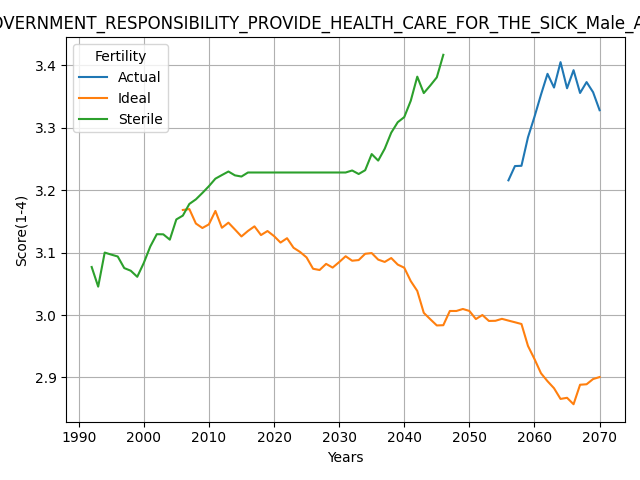 OVERNMENT_RESPONSIBILITY_PROVIDE_HEALTH_CARE_FOR_THE_SICK_Male_A
Fertility
Actual
Ideal
Sterile
3.4
3.3
3.2
3.1
3.0
2.9
Score(1-4)
1990 2000 2010 2020 2030 2040 2050 2060 2070
Years